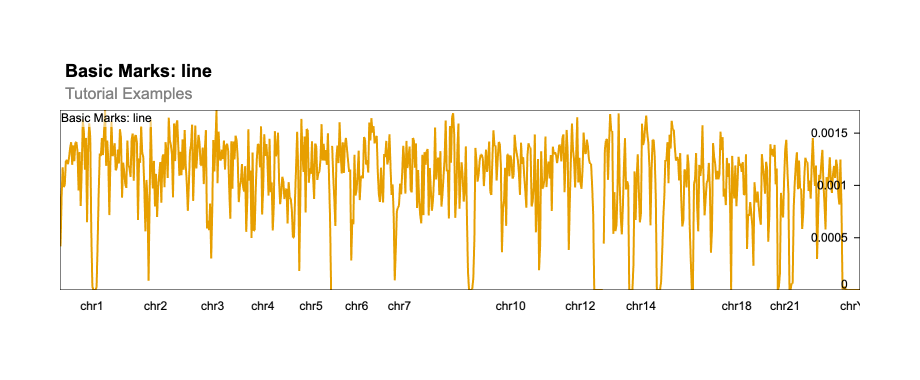 Basic Marks: line
Tutorial Examples
Basic Marks: line
0.0015
0.001
0.0005
0
chr1 chr2 chr3 chr4 chr5 chr6 chr7 chr10 chr12 chr14 chr18 chr21 chrY